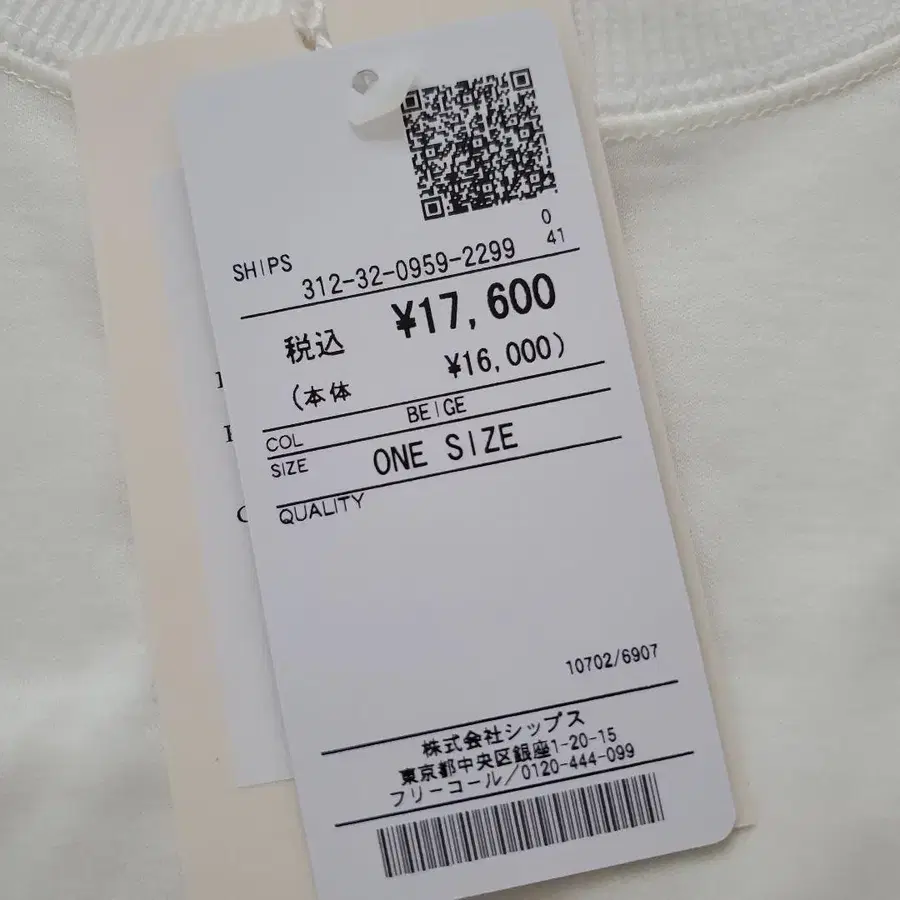 0
41
SHIPS
312-32-0959-2299
税込 ¥17,600
(本体 ¥16,000)
COL BEIGE
SIZE ONE SIZE
QUALITY
10702/6907
株式会社シップス
東京都中央区銀座1-20-15
フリーコール/0120-444-099